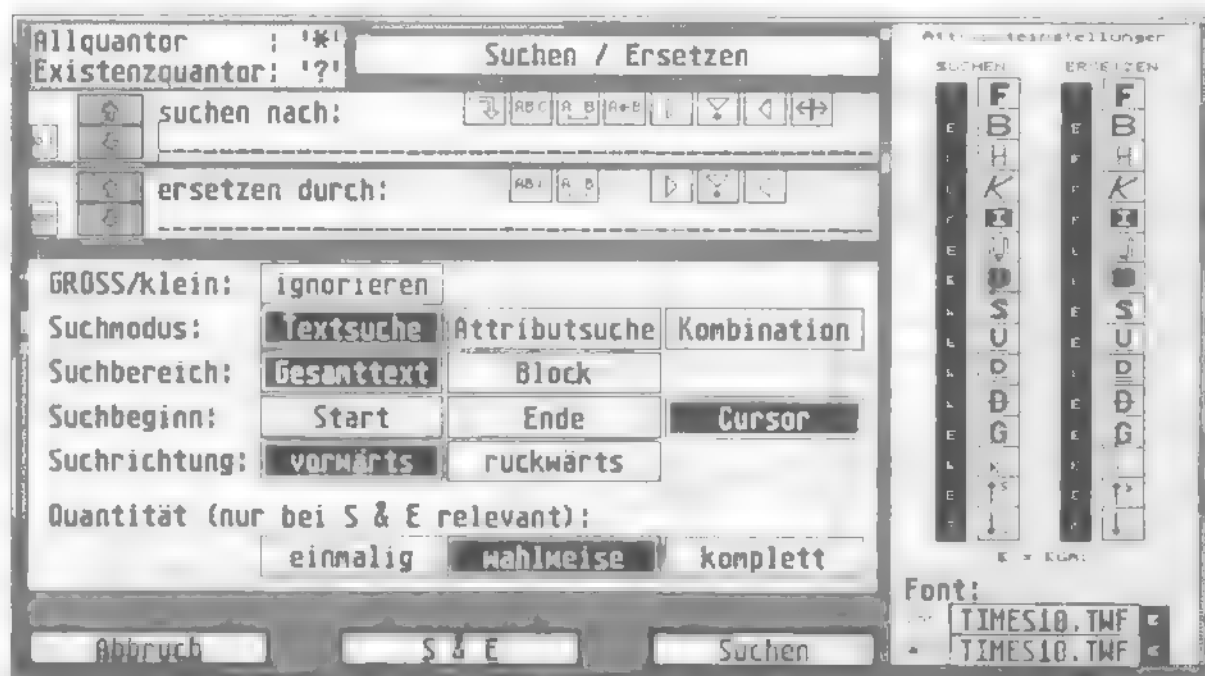 Allquantor : '*'
Existenzquantor: '?'
Suchen / Ersetzen
suchen nach:
ersetzen durch:
GROSS/klein: ignorieren
Suchmodus: Textsuche Attributsuche Kombination
Suchbereich: Gesamttext Block
Suchbeginn: Start Ende Cursor
Suchrichtung: vorwärts ruckwärts
Quantität (nur bei S & E relevant):
einmalig wahlweise komplett
Abbruch S & E Suchen
SUCHEN ERSETZEN
F F
B B
H H
K K
I I
S S
U U
D D
B B
G G
Font:
TIMES10.TWF
TIMES10.TWF